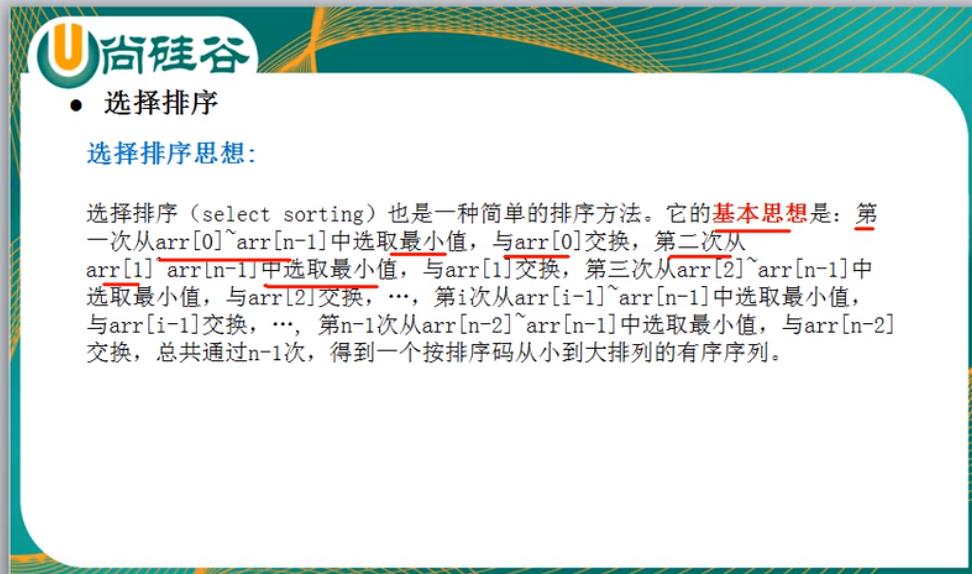 尚硅谷
● 选择排序
选择排序思想:
选择排序（select sorting）也是一种简单的排序方法。它的基本思想是：第
一次从arr[0]~arr[n-1]中选取最小值，与arr[0]交换，第二次从
arr[1]~arr[n-1]中选取最小值，与arr[1]交换，第三次从arr[2]~arr[n-1]中
选取最小值，与arr[2]交换，…，第i次从arr[i-1]~arr[n-1]中选取最小值，
与arr[i-1]交换，…, 第n-1次从arr[n-2]~arr[n-1]中选取最小值，与arr[n-2]
交换，总共通过n-1次，得到一个按排序码从小到大排列的有序序列。